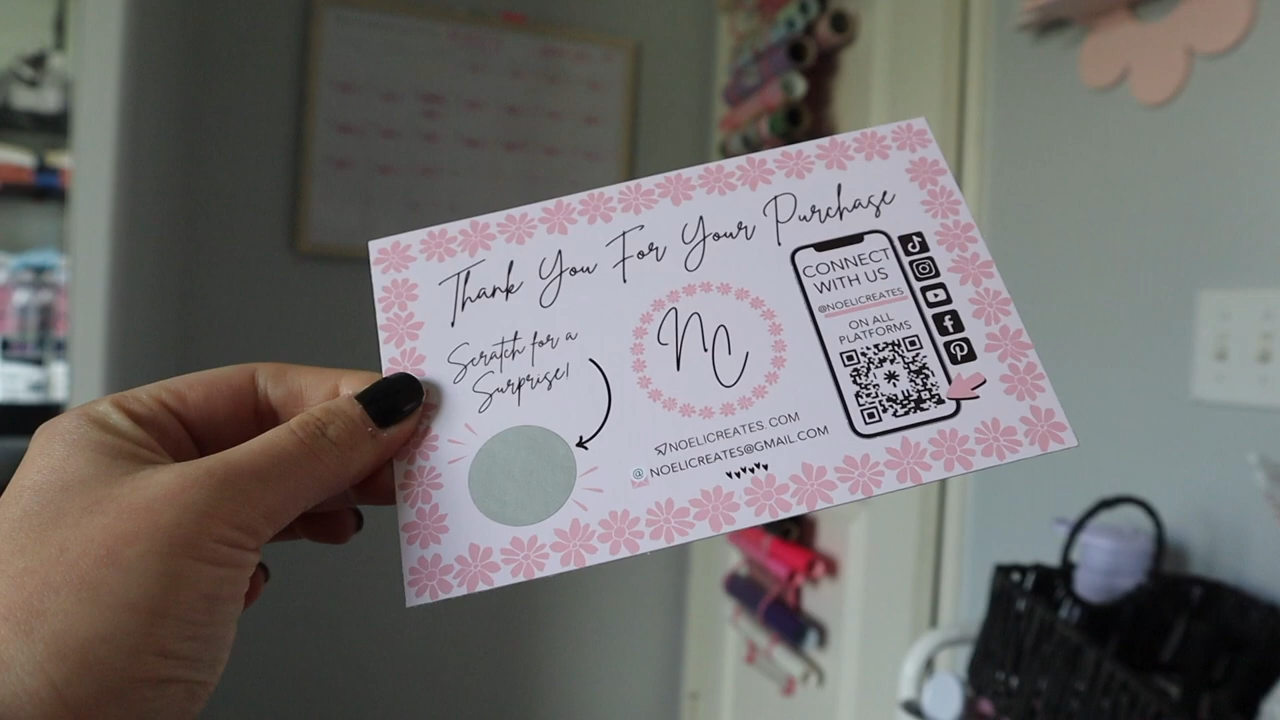 Thank You For Your Purchase
Scratch for a
Surprise!
NC
NOELICREATES.COM
@ NOELICREATES@GMAIL.COM
CONNECT
WITH US
@NOELICREATES
ON ALL
PLATFORMS